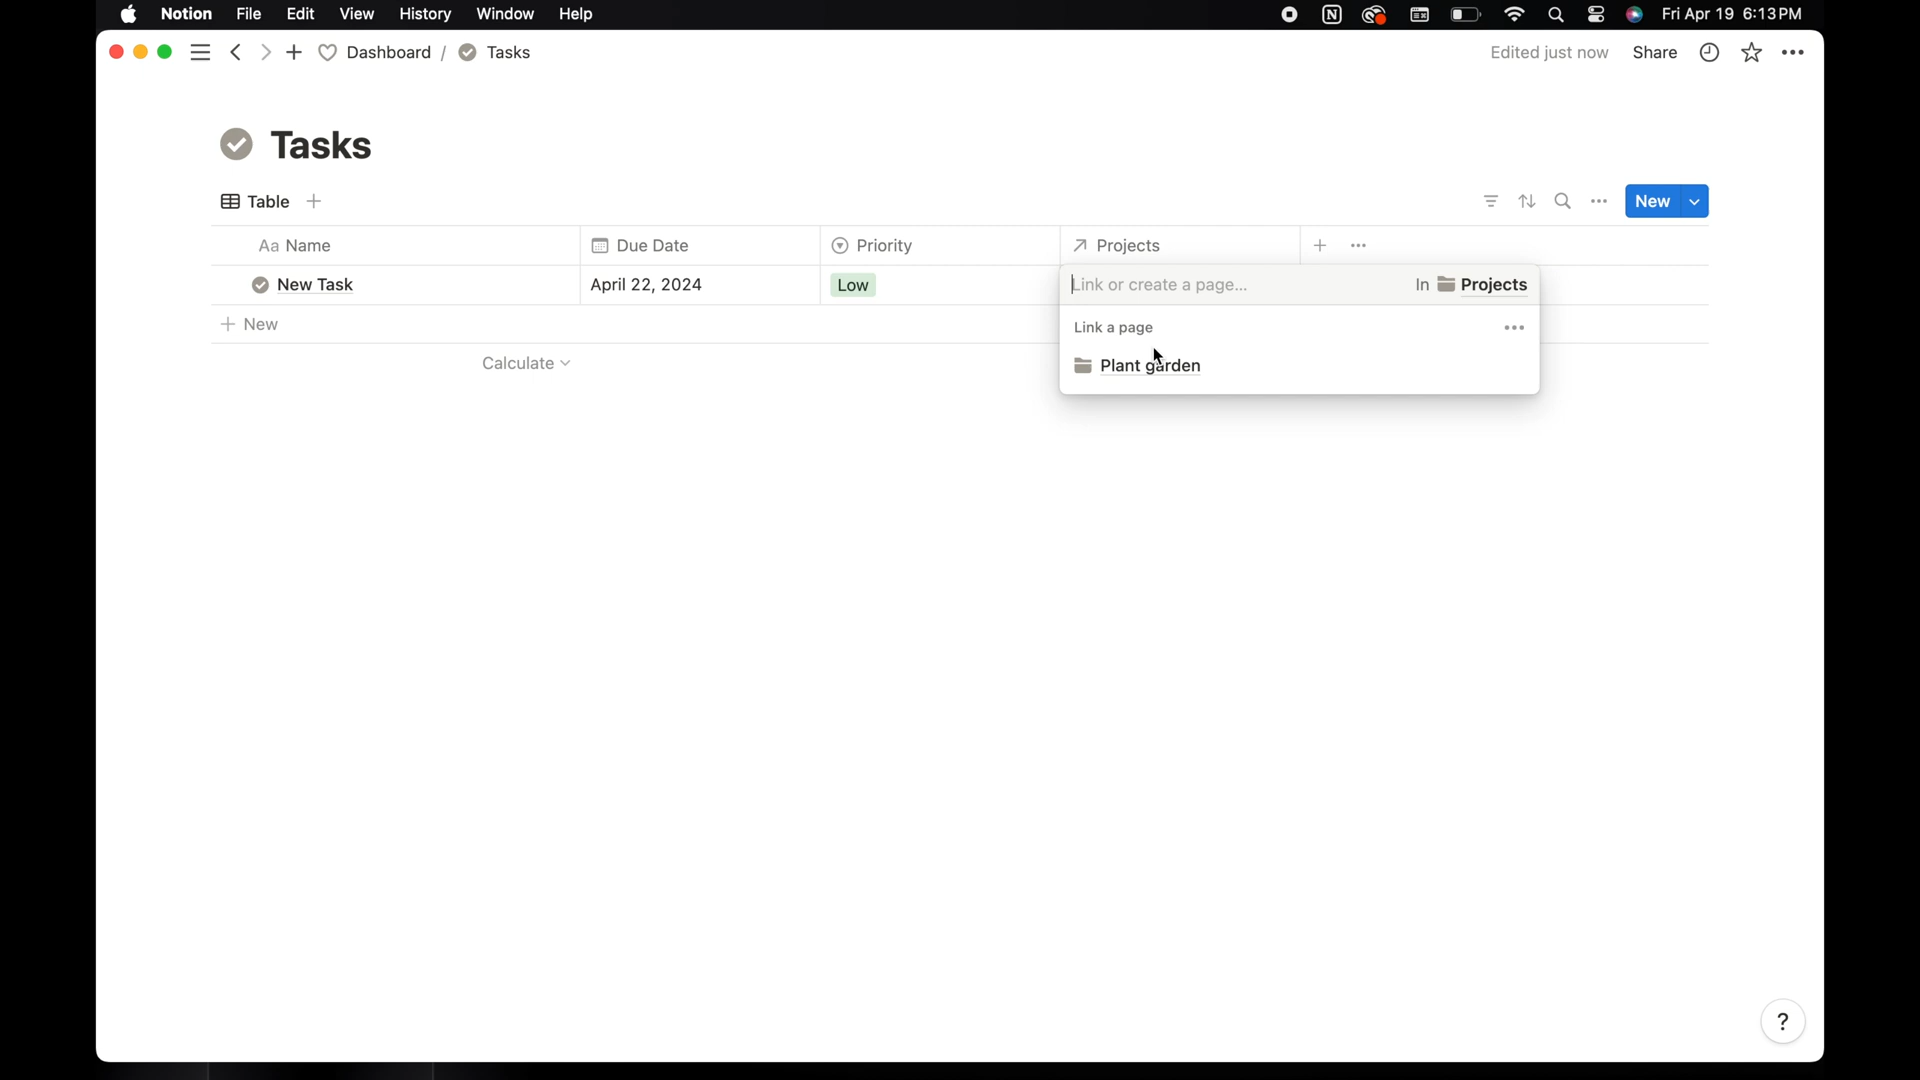 Notion File Edit View History Window Help Fri Apr 19 6:13 PM
Dashboard / Tasks Edited just now Share
Tasks
Table New
Aa Name Due Date Priority Projects
New Task April 22, 2024 Low Link or create a page... In Projects
New Link a page
Calculate Plant garden
?